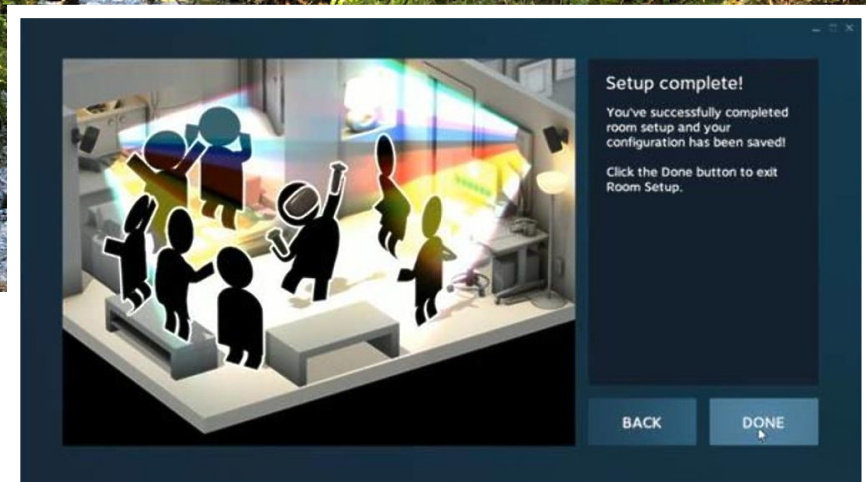 Setup complete!
You've successfully completed
room setup and your
configuration has been saved!
Click the Done button to exit
Room Setup.
BACK
DONE